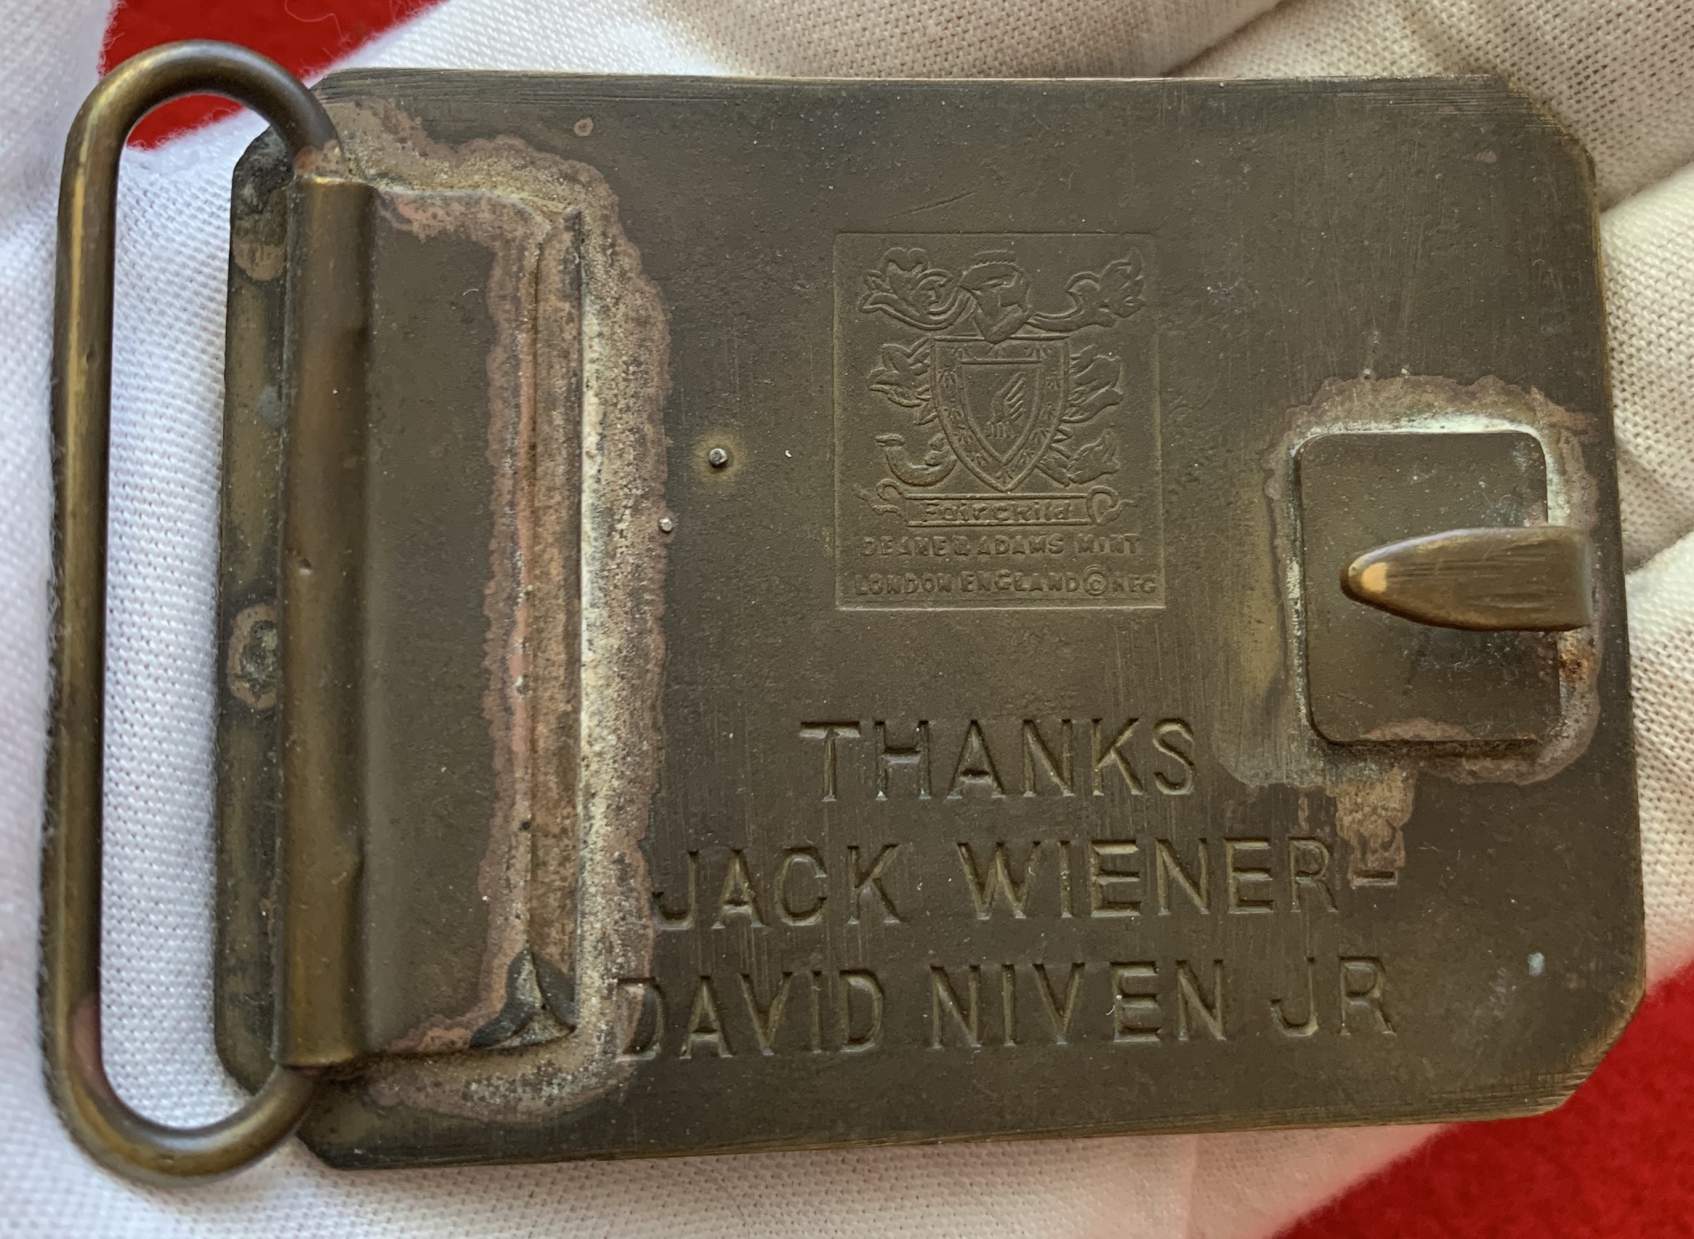 Fairchild
DEANE & ADAMS MINT
LONDON ENGLAND © NFG
THANKS
JACK WIENER-
DAVID NIVEN JR